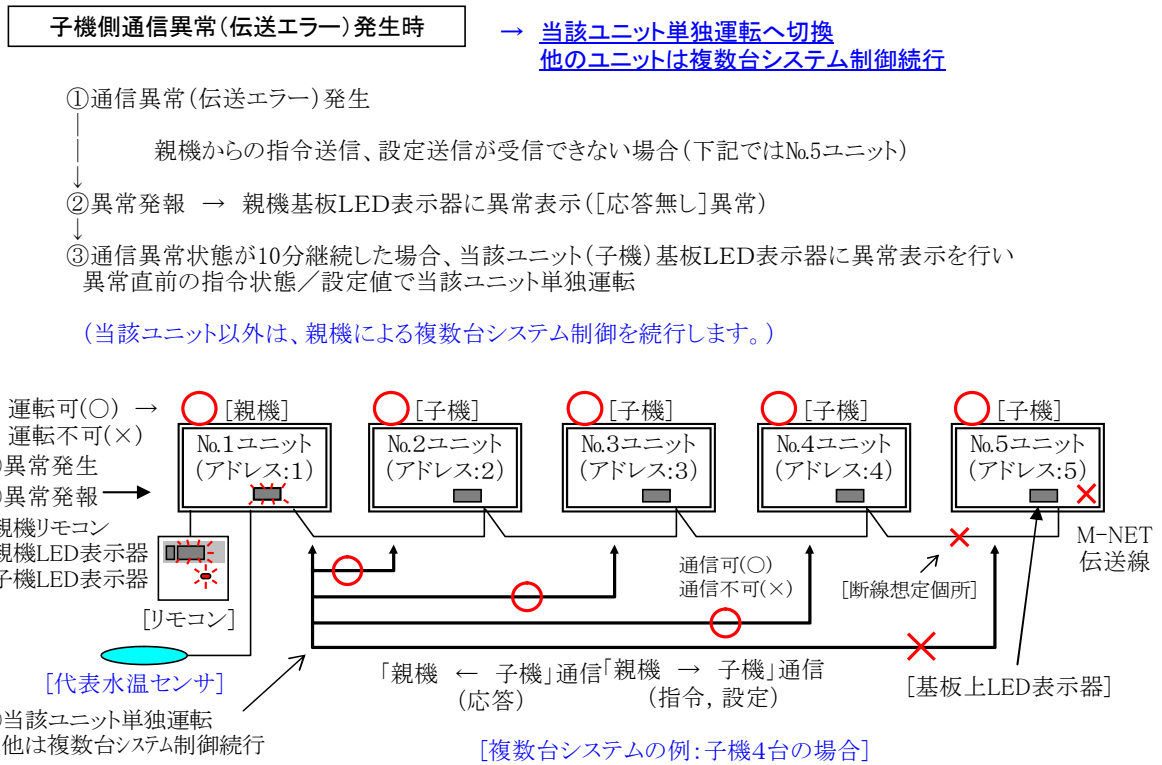 子機側通信異常(伝送エラー)発生時
→ 当該ユニット単独運転へ切換
他のユニットは複数台システム制御続行
①通信異常(伝送エラー)発生
親機からの指令送信、設定送信が受信できない場合(下記では№5ユニット)
↓
②異常発報 → 親機基板LED表示器に異常表示([応答無し]異常)
↓
③通信異常状態が10分継続した場合、当該ユニット(子機)基板LED表示器に異常表示を行い
異常直前の指令状態／設定値で当該ユニット単独運転
(当該ユニット以外は、親機による複数台システム制御を続行します。)
運転可(○) →
運転不可(×)
[親機]
[子機]
[子機]
[子機]
[子機]
№1ユニット
(アドレス:1)
№2ユニット
(アドレス:2)
№3ユニット
(アドレス:3)
№4ユニット
(アドレス:4)
№5ユニット
(アドレス:5)
異常発生
異常発報
親機リモコン
親機LED表示器
子機LED表示器
[リモコン]
M-NET
伝送線
通信可(○)
通信不可(×)
[断線想定個所]
[代表水温センサ]
「親機 ← 子機」通信
(応答)
「親機 → 子機」通信
(指令, 設定)
[基板上LED表示器]
当該ユニット単独運転
他は複数台システム制御続行
[複数台システムの例:子機4台の場合]